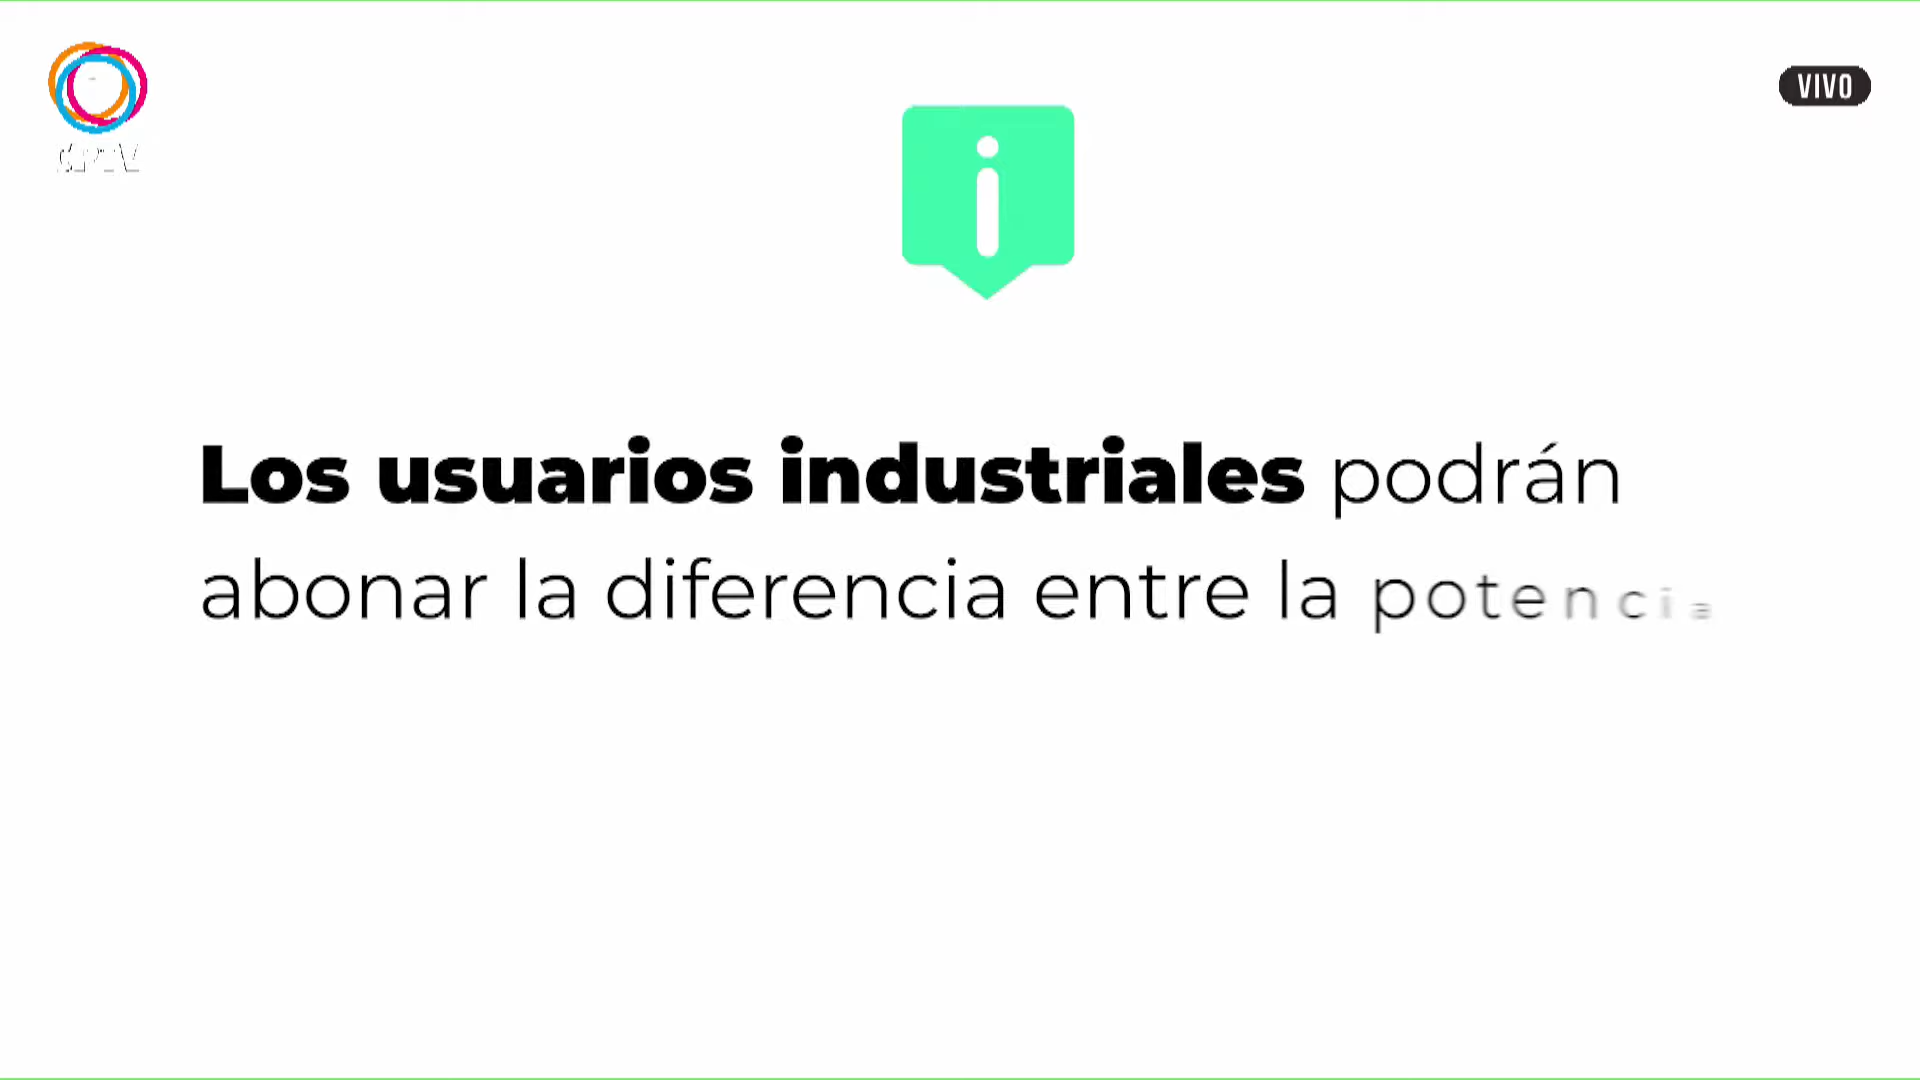 VIVO
i
Los usuarios industriales podrán
abonar la diferencia entre la potencia